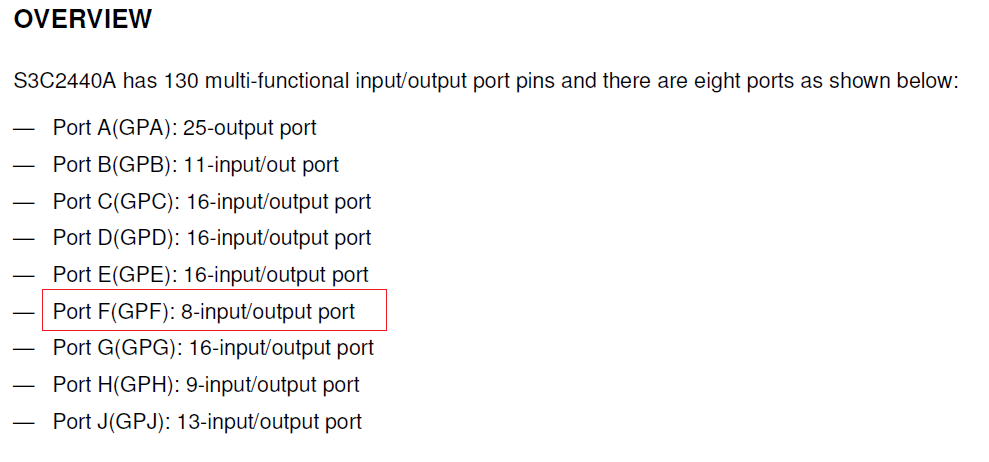 OVERVIEW
S3C2440A has 130 multi-functional input/output port pins and there are eight ports as shown below:
— Port A(GPA): 25-output port
— Port B(GPB): 11-input/out port
— Port C(GPC): 16-input/output port
— Port D(GPD): 16-input/output port
— Port E(GPE): 16-input/output port
— Port F(GPF): 8-input/output port
— Port G(GPG): 16-input/output port
— Port H(GPH): 9-input/output port
— Port J(GPJ): 13-input/output port